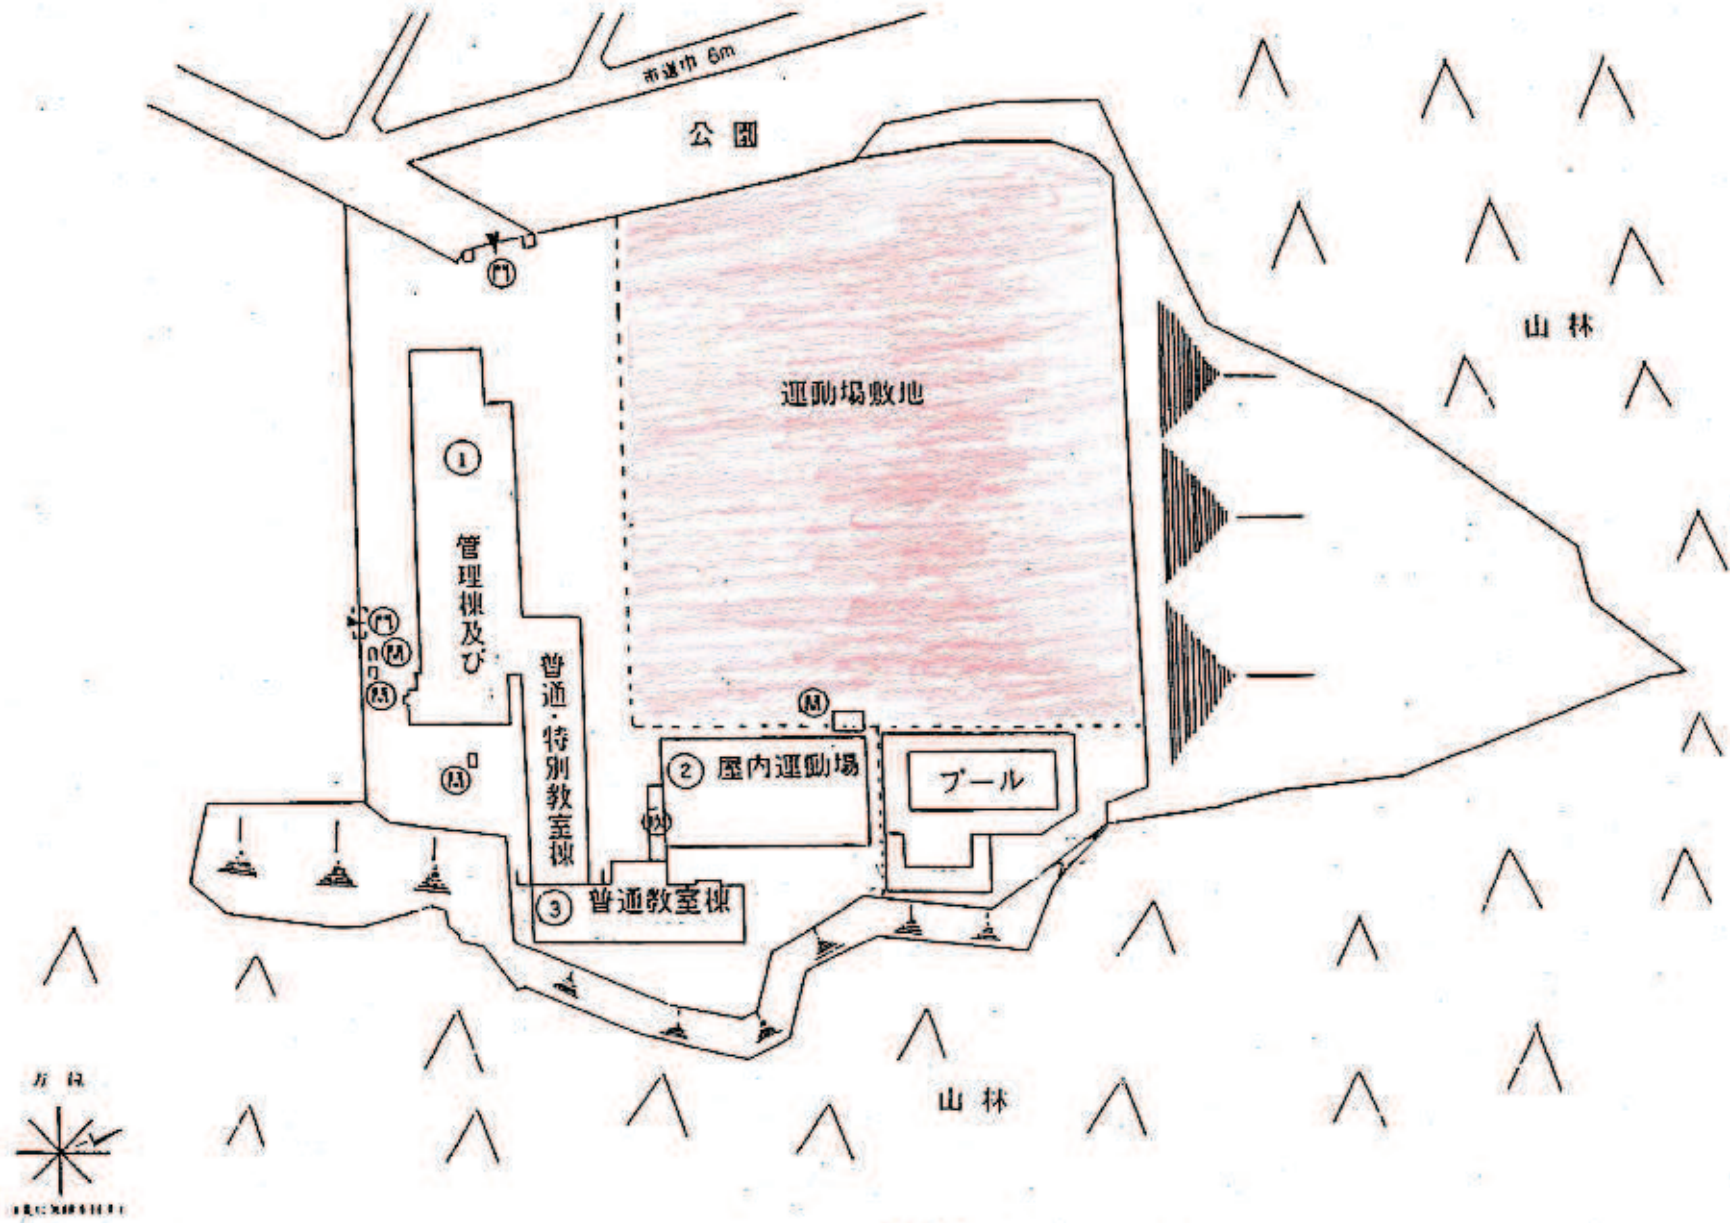 市道巾 6m
公園
門
運動場敷地
山林
①
管理棟及び
門
普通・特別教室棟
② 屋内運動場
プール
③ 普通教室棟
山林
方位